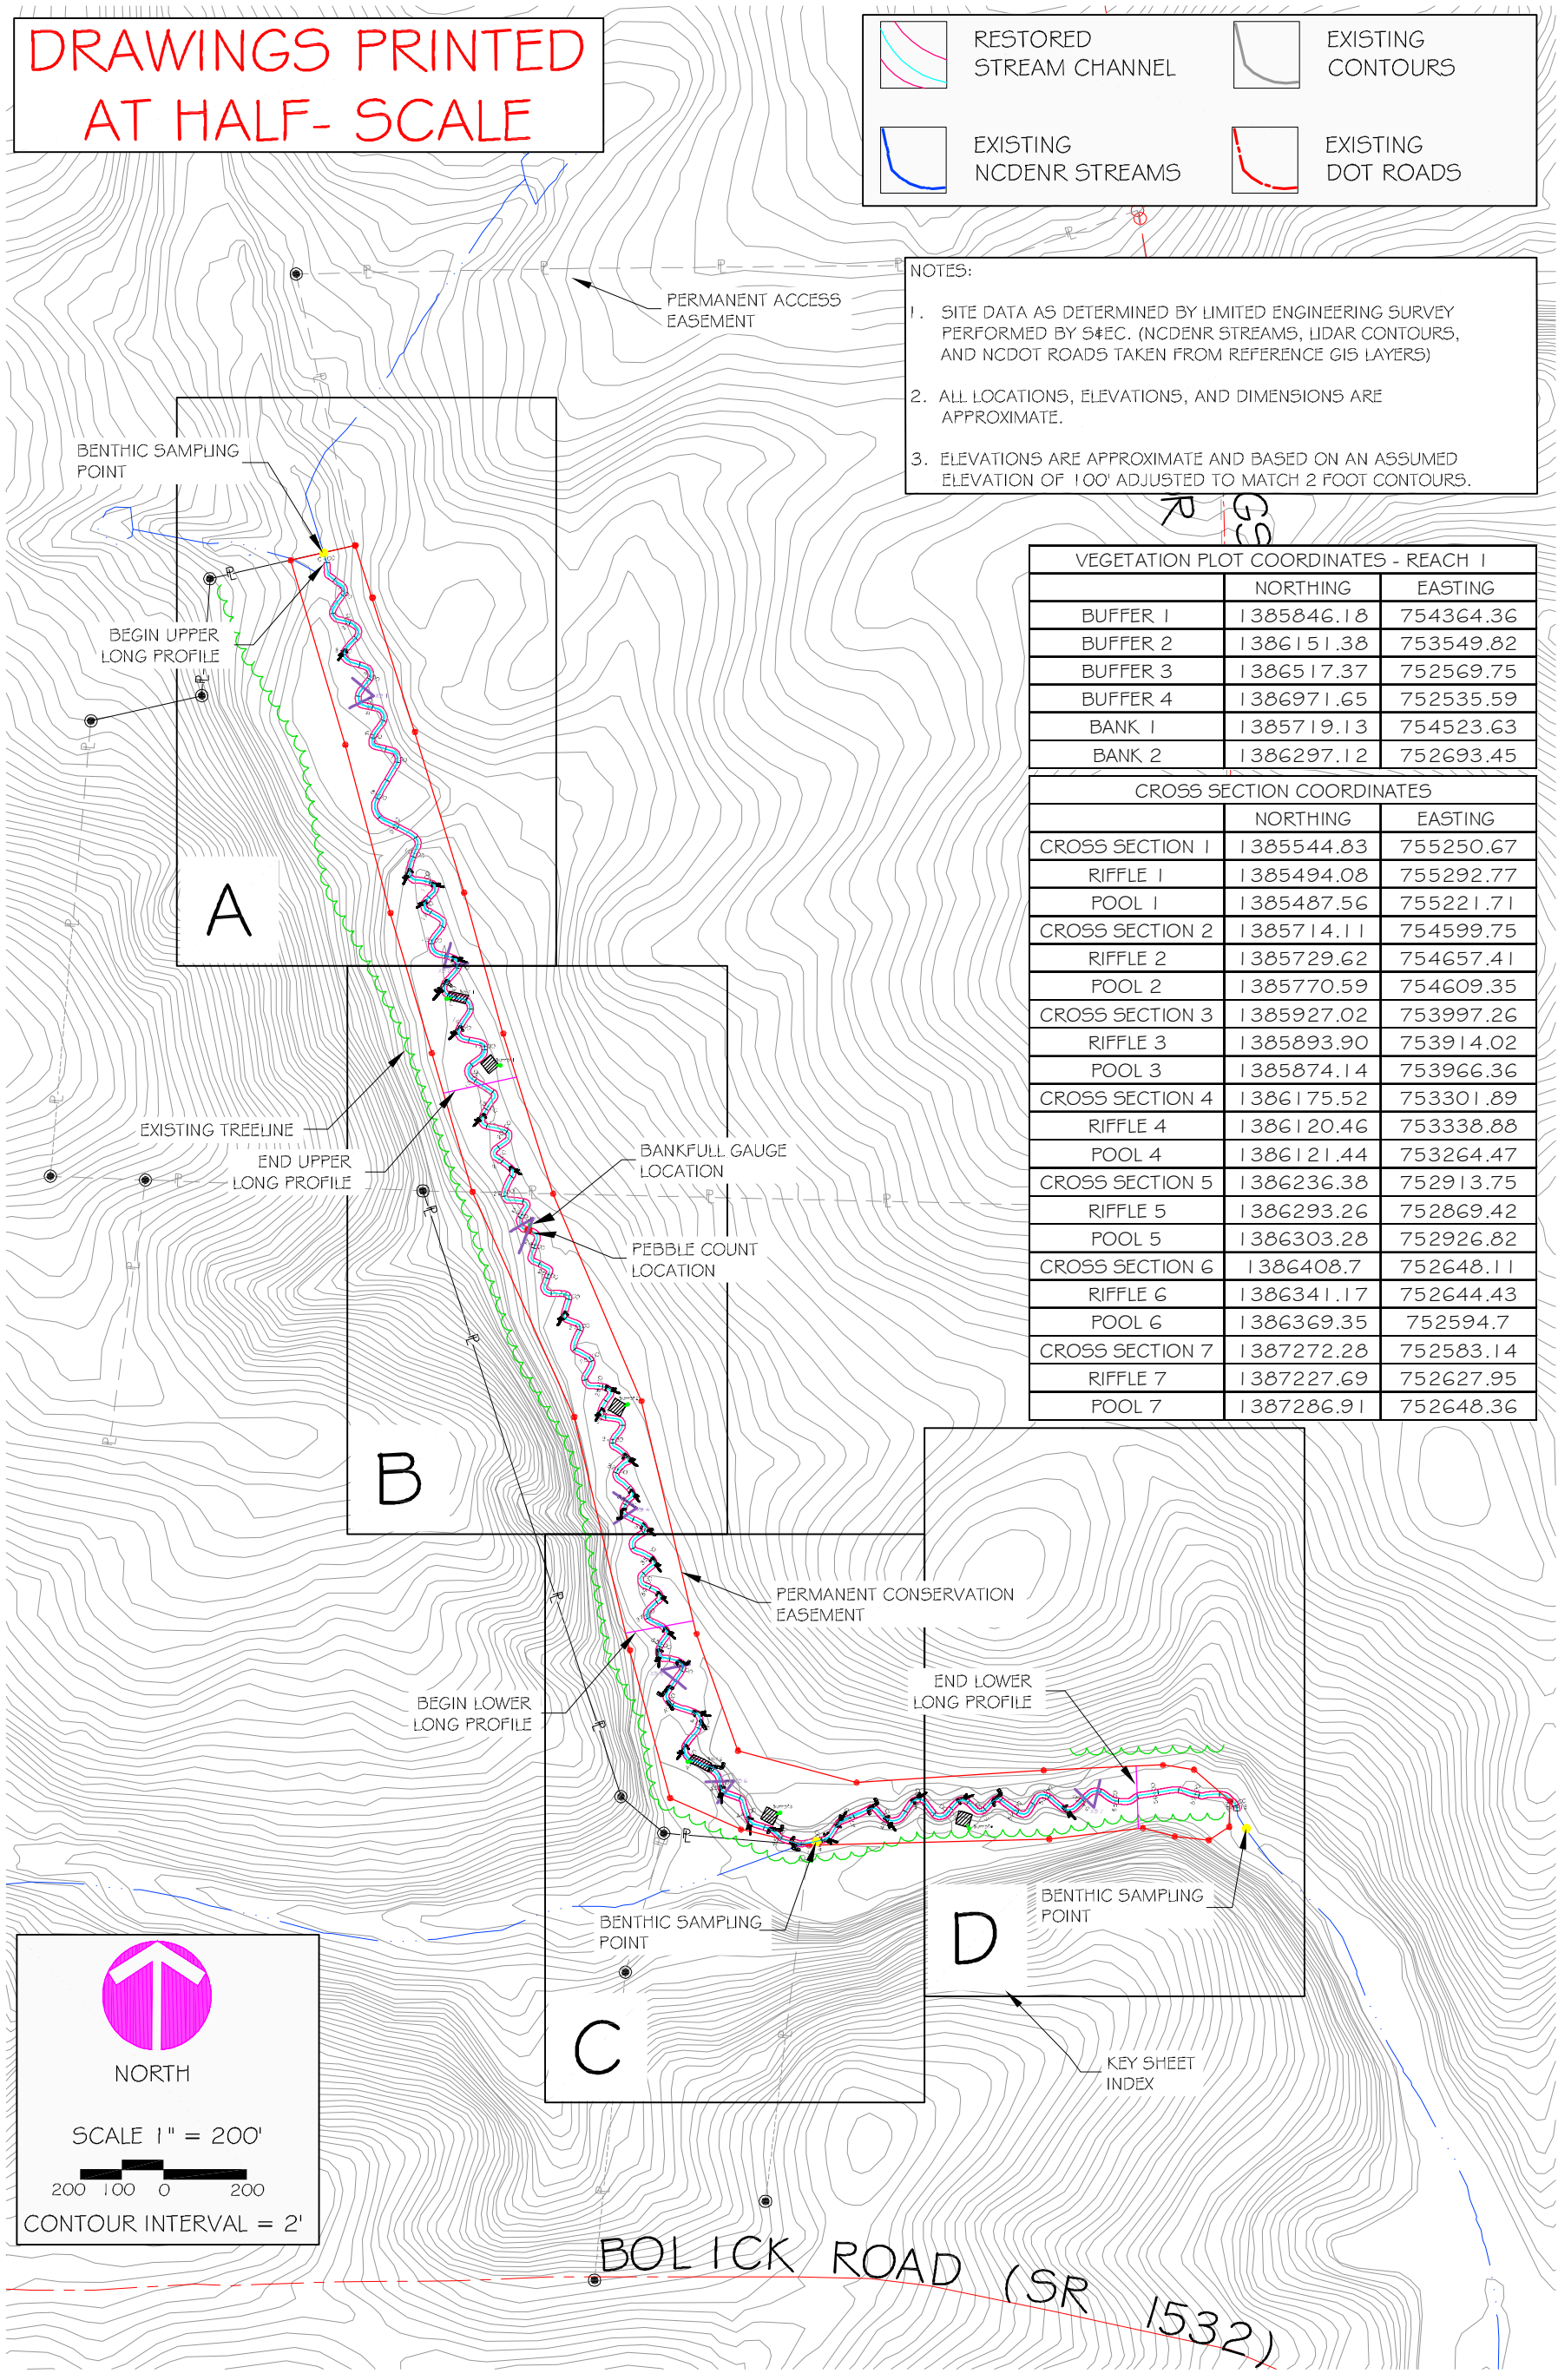 DRAWINGS PRINTED
AT HALF- SCALE
RESTORED
STREAM CHANNEL
EXISTING
CONTOURS
EXISTING
NCDENR STREAMS
EXISTING
DOT ROADS
NOTES:
1. SITE DATA AS DETERMINED BY LIMITED ENGINEERING SURVEY
PERFORMED BY S&EC. (NCDENR STREAMS, LIDAR CONTOURS,
AND NCDOT ROADS TAKEN FROM REFERENCE GIS LAYERS)
2. ALL LOCATIONS, ELEVATIONS, AND DIMENSIONS ARE
APPROXIMATE.
3. ELEVATIONS ARE APPROXIMATE AND BASED ON AN ASSUMED
ELEVATION OF 100' ADJUSTED TO MATCH 2 FOOT CONTOURS.
PERMANENT ACCESS
EASEMENT
BENTHIC SAMPLING
POINT
BEGIN UPPER
LONG PROFILE
A
EXISTING TREELINE
END UPPER
LONG PROFILE
BANKFULL GAUGE
LOCATION
PEBBLE COUNT
LOCATION
B
PERMANENT CONSERVATION
EASEMENT
BEGIN LOWER
LONG PROFILE
END LOWER
LONG PROFILE
BENTHIC SAMPLING
POINT
BENTHIC SAMPLING
POINT
D
C
KEY SHEET
INDEX
VEGETATION PLOT COORDINATES - REACH 1
NORTHING EASTING
BUFFER 1 1385846.18 754364.36
BUFFER 2 1386151.38 753549.82
BUFFER 3 1386517.37 752569.75
BUFFER 4 1386971.65 752535.59
BANK 1 1385719.13 754523.63
BANK 2 1386297.12 752693.45
CROSS SECTION COORDINATES
NORTHING EASTING
CROSS SECTION 1 1385544.83 755250.67
RIFFLE 1 1385494.08 755292.77
POOL 1 1385487.56 755221.71
CROSS SECTION 2 1385714.11 754599.75
RIFFLE 2 1385729.62 754657.41
POOL 2 1385770.59 754609.35
CROSS SECTION 3 1385927.02 753997.26
RIFFLE 3 1385893.90 753914.02
POOL 3 1385874.14 753966.36
CROSS SECTION 4 1386175.52 753301.89
RIFFLE 4 1386120.46 753338.88
POOL 4 1386121.44 753264.47
CROSS SECTION 5 1386236.38 752913.75
RIFFLE 5 1386293.26 752869.42
POOL 5 1386303.28 752926.82
CROSS SECTION 6 1386408.7 752648.11
RIFFLE 6 1386341.17 752644.43
POOL 6 1386369.35 752594.7
CROSS SECTION 7 1387272.28 752583.14
RIFFLE 7 1387227.69 752627.95
POOL 7 1387286.91 752648.36
NORTH
SCALE 1" = 200'
200 100 0 200
CONTOUR INTERVAL = 2'
BOLICK ROAD (SR 1532)